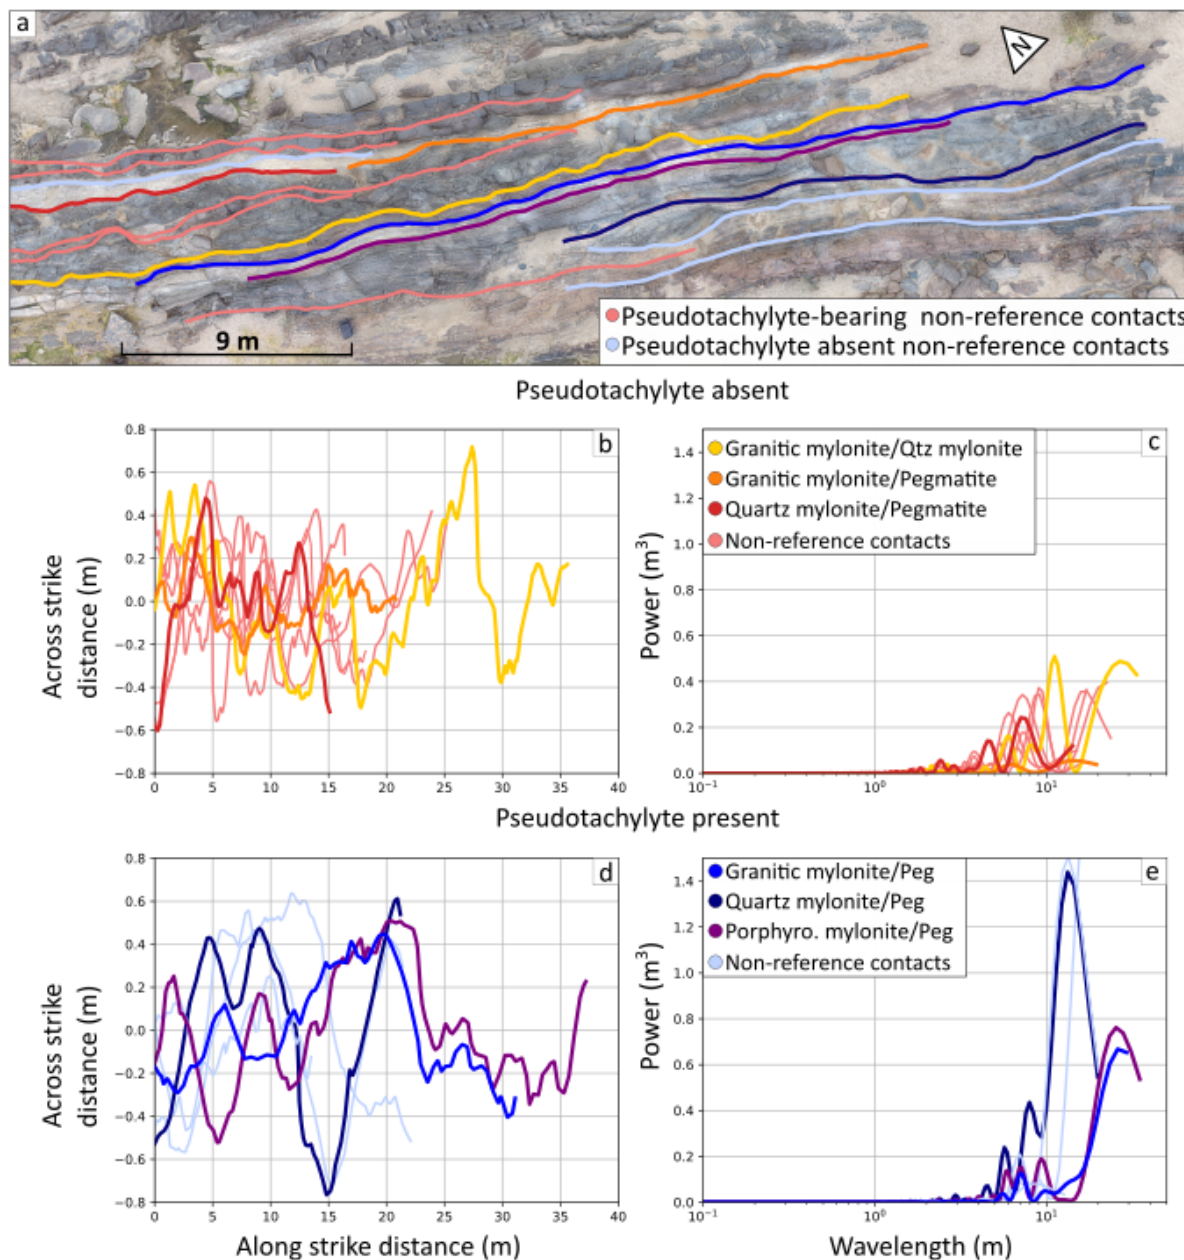 a
N
9 m
Pseudotachylyte-bearing non-reference contacts
Pseudotachylyte absent non-reference contacts
Pseudotachylyte absent
b
0.8
0.6
0.4
0.2
0.0
−0.2
−0.4
−0.6
−0.8
0 5 10 15 20 25 30 35 40
Across strike
distance (m)
c
Granitic mylonite/Qtz mylonite
Granitic mylonite/Pegmatite
Quartz mylonite/Pegmatite
Non-reference contacts
1.4
1.2
1.0
0.8
0.6
0.4
0.2
0.0
10⁻¹ 10⁰ 10¹
Power (m³)
Pseudotachylyte present
d
0.8
0.6
0.4
0.2
0.0
−0.2
−0.4
−0.6
−0.8
0 5 10 15 20 25 30 35 40
Across strike
distance (m)
Along strike distance (m)
e
Granitic mylonite/Peg
Quartz mylonite/Peg
Porphyro. mylonite/Peg
Non-reference contacts
1.4
1.2
1.0
0.8
0.6
0.4
0.2
0.0
10⁻¹ 10⁰ 10¹
Power (m³)
Wavelength (m)